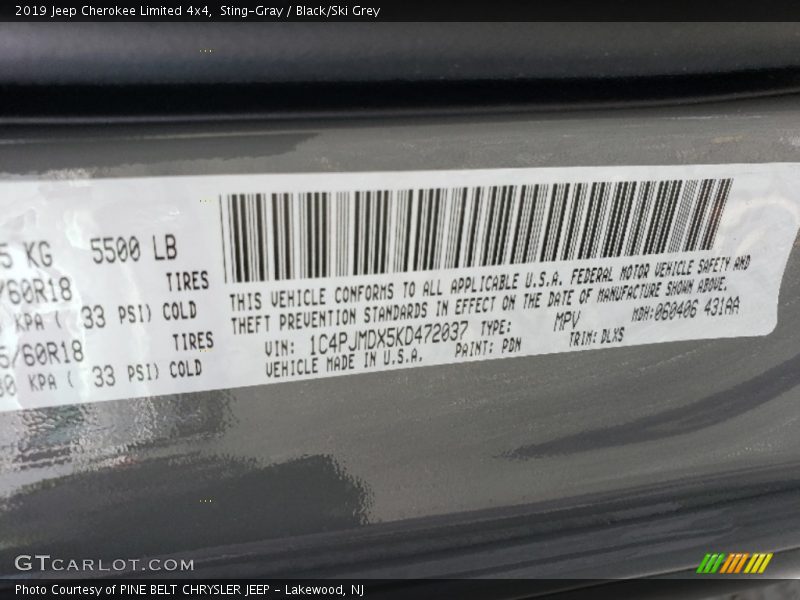 2019 Jeep Cherokee Limited 4x4,  Sting-Gray / Black/Ski Grey
5 KG 5500 LB
/60R18 TIRES
KPA ( 33 PSI) COLD
5/60R18 TIRES
KPA ( 33 PSI) COLD
THIS VEHICLE CONFORMS TO ALL APPLICABLE U.S.A. FEDERAL MOTOR VEHICLE SAFETY AND
THEFT PREVENTION STANDARDS IN EFFECT ON THE DATE OF MANUFACTURE SHOWN ABOVE.
VIN: 1C4PJMDX5KD472037 TYPE: MPV MDH: 060406 431AA
VEHICLE MADE IN U.S.A. PAINT: PDN TRIM: DLXS
GTCARLOT.COM
Photo Courtesy of PINE BELT CHRYSLER JEEP - Lakewood, NJ